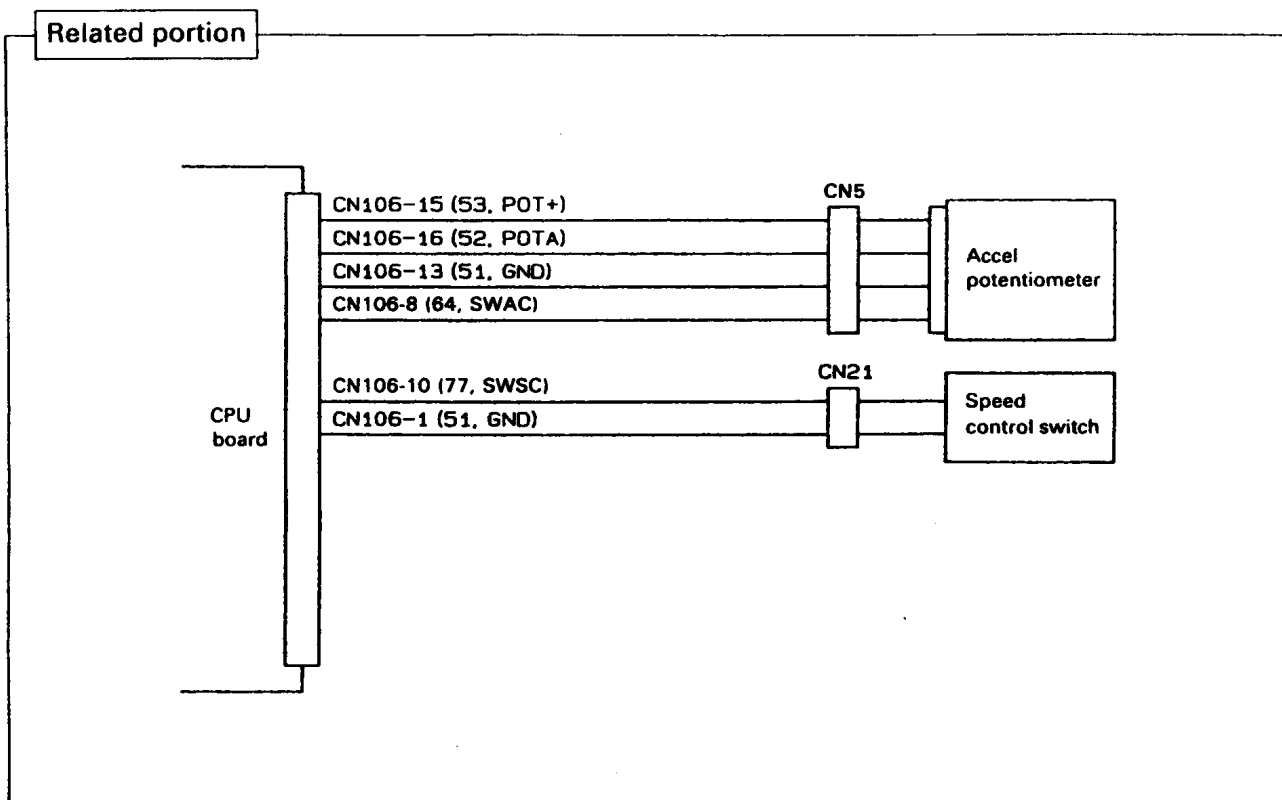 Related portion
CN106-15 (53, POT+)
CN106-16 (52, POTA)
CN106-13 (51, GND)
CN106-8 (64, SWAC)
CN5
Accel
potentiometer
CN106-10 (77, SWSC)
CN106-1 (51, GND)
CN21
Speed
control switch
CPU
board